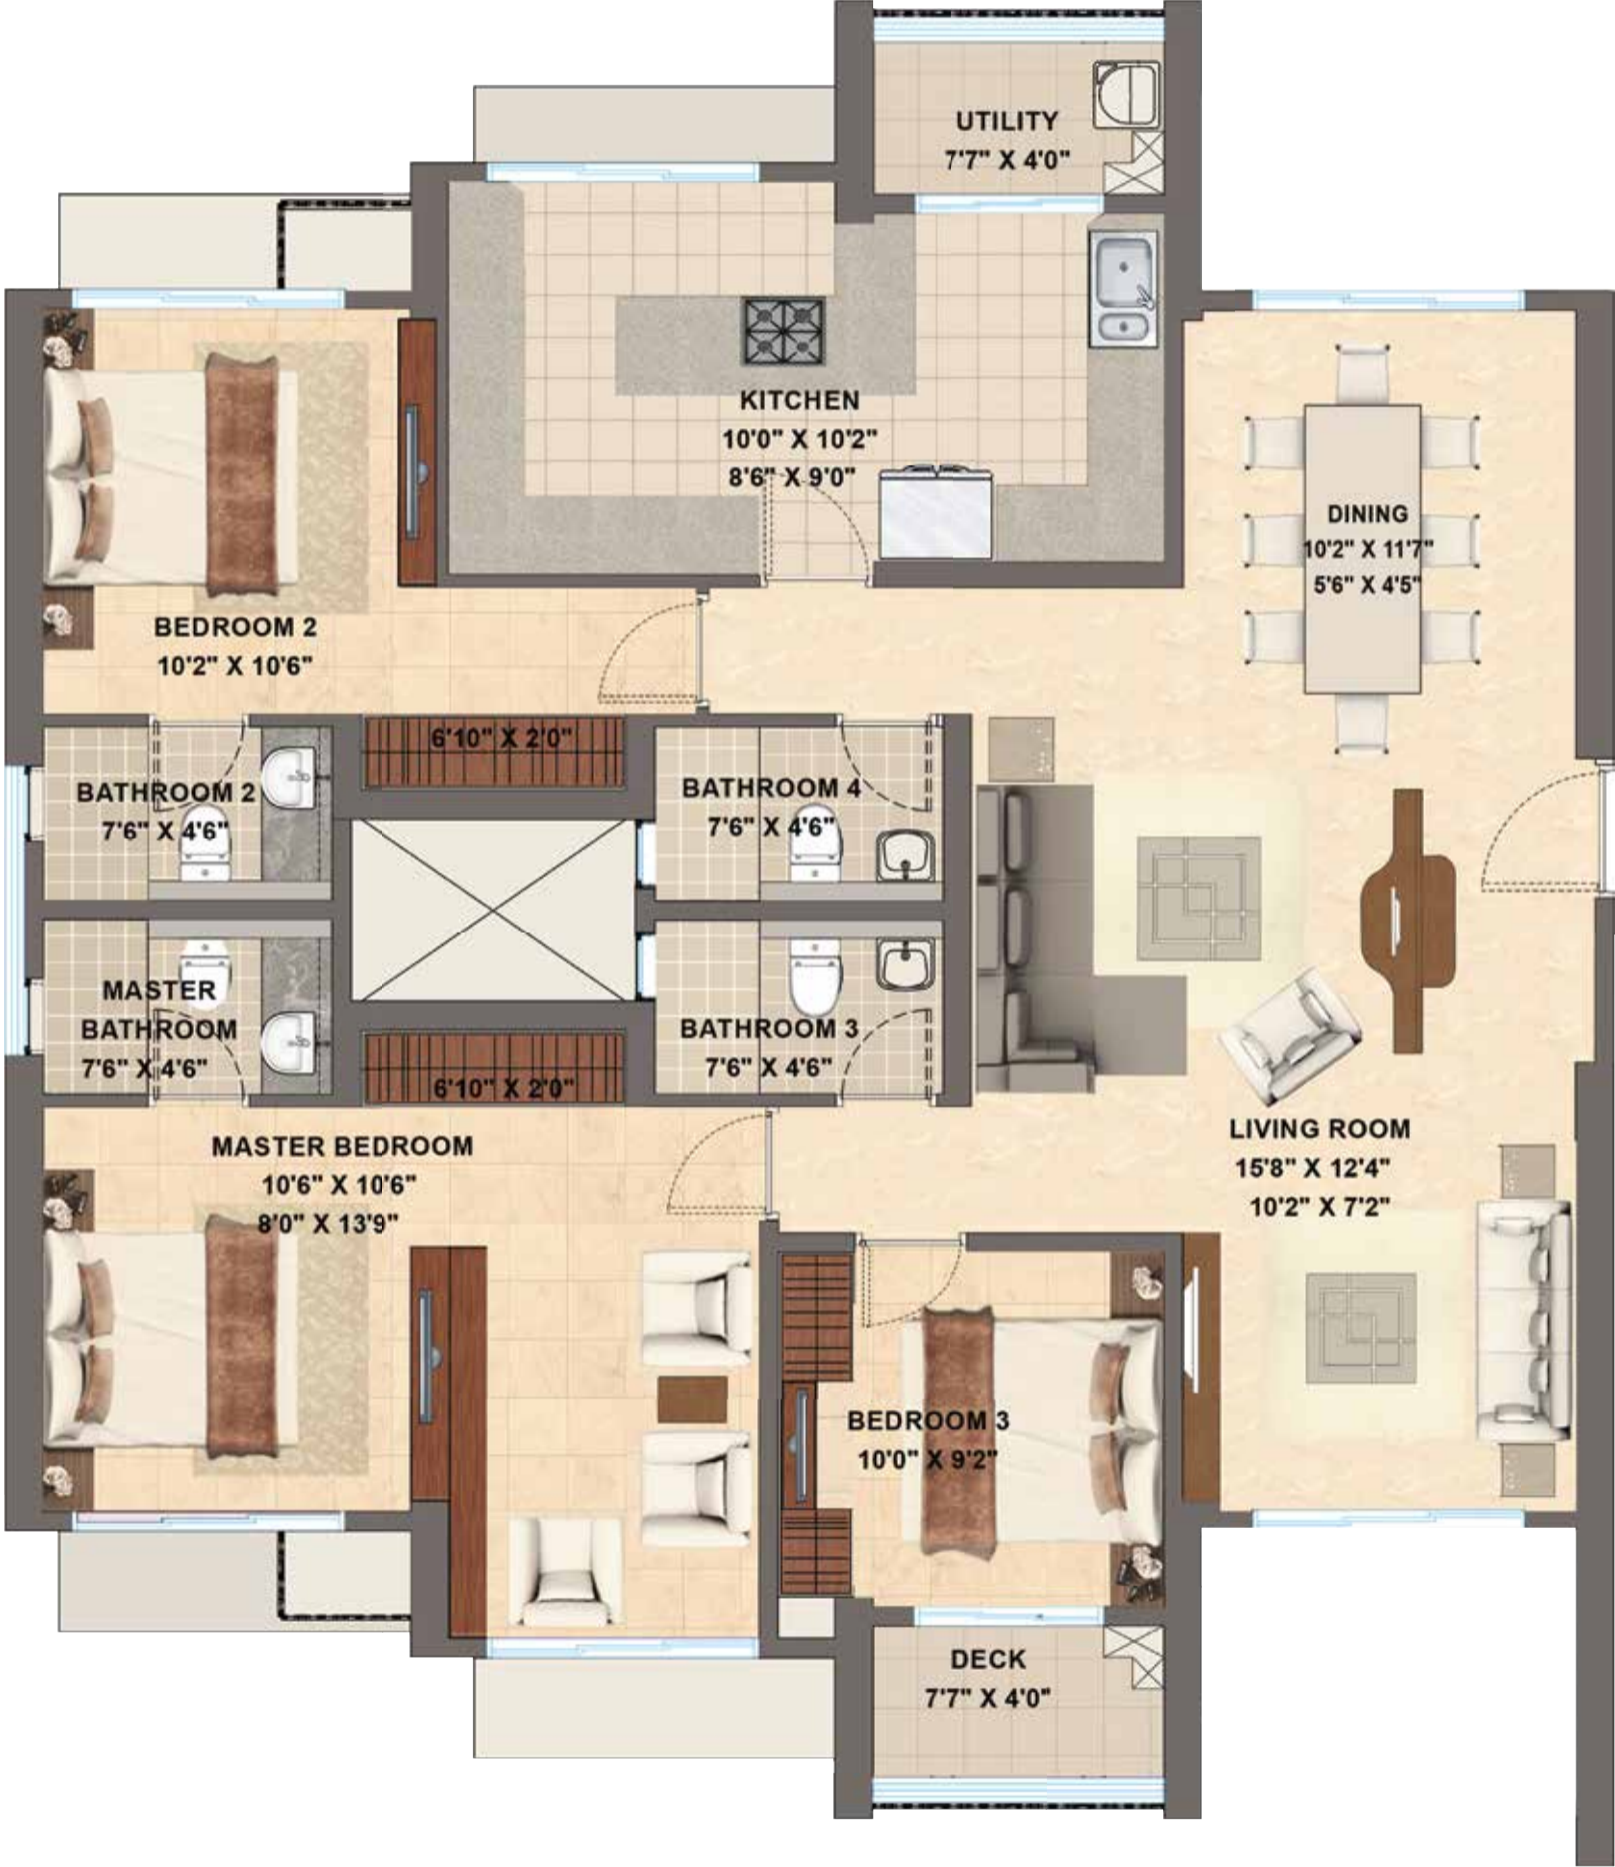 UTILITY
7'7" X 4'0"
KITCHEN
10'0" X 10'2"
8'6" X 9'0"
DINING
10'2" X 11'7"
5'6" X 4'5"
BEDROOM 2
10'2" X 10'6"
6'10" X 2'0"
BATHROOM 2
7'6" X 4'6"
BATHROOM 4
7'6" X 4'6"
MASTER
BATHROOM
7'6" X 4'6"
BATHROOM 3
7'6" X 4'6"
6'10" X 2'0"
MASTER BEDROOM
10'6" X 10'6"
8'0" X 13'9"
LIVING ROOM
15'8" X 12'4"
10'2" X 7'2"
BEDROOM 3
10'0" X 9'2"
DECK
7'7" X 4'0"